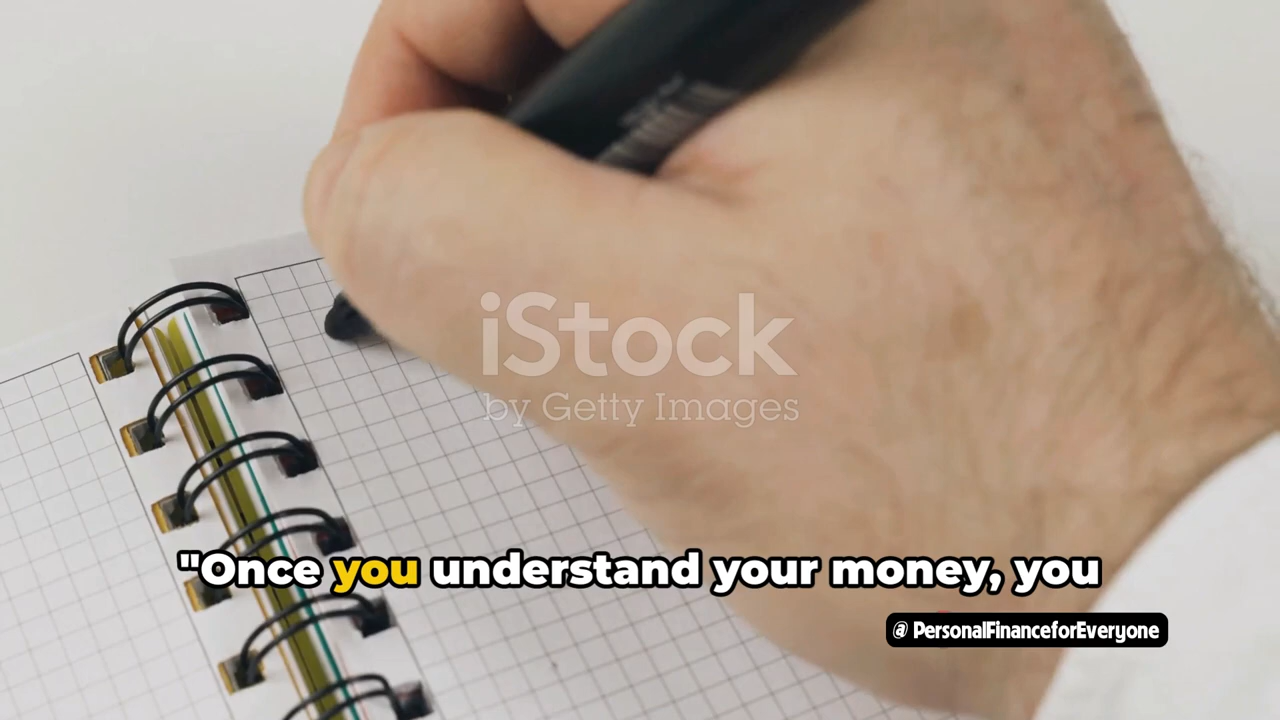 iStock
by Getty Images
"Once you understand your money, you
@ PersonalFinanceforEveryone